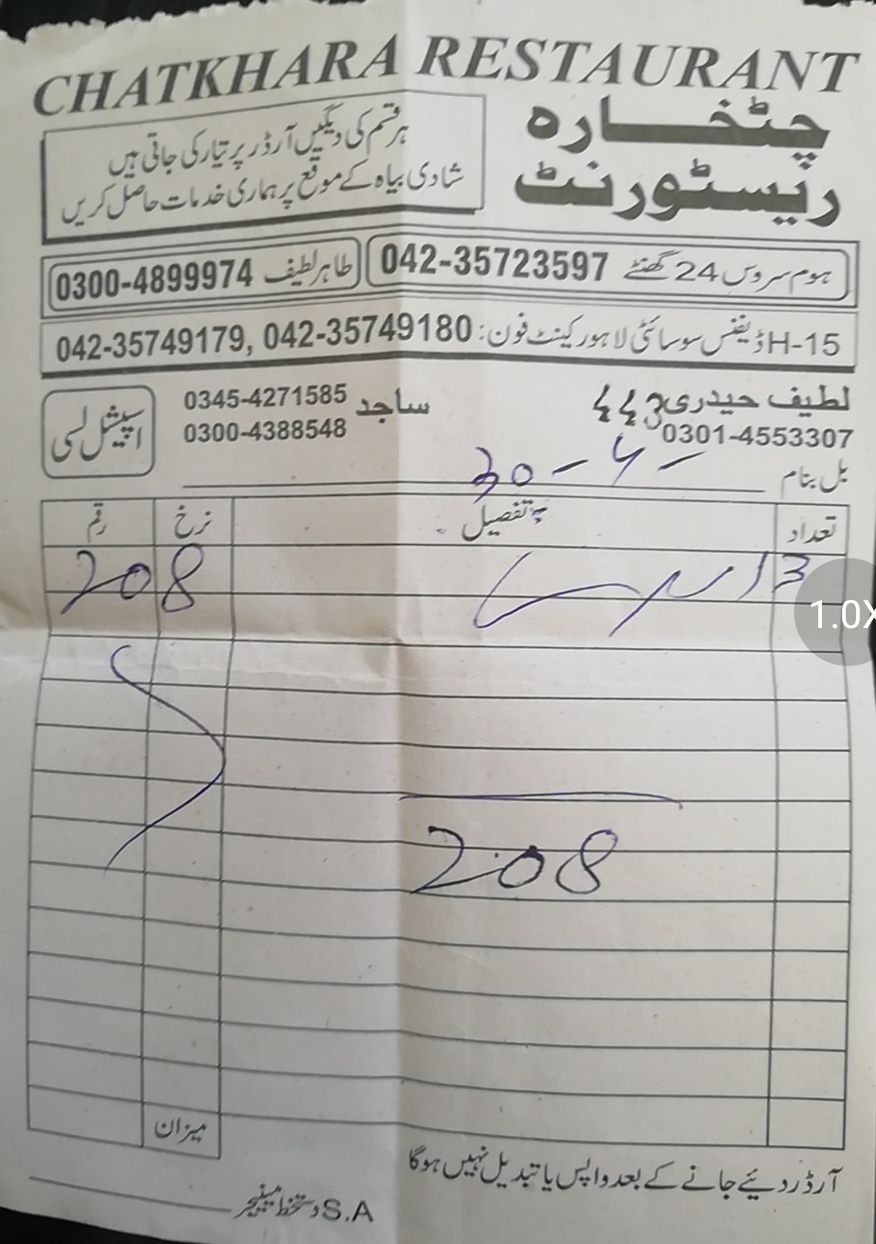 CHATKHARA RESTAURANT
چٹخارہ
ریسٹورنٹ
ہر قسم کی دیگیں آرڈر پر تیار کی جاتی ہیں
شادی بیاہ کے موقع پر ہماری خدمات حاصل کریں
ہوم سروس 24 گھنٹے 042-35723597
طاہر لطیف 0300-4899974
H-15 ڈیفنس سوسائٹی لاہور کینٹ فون: 042-35749179, 042-35749180
لطیف حیدری 443
0301-4553307
ساجد 0345-4271585
0300-4388548
اسپیشل لسی
بل بنام
30-4-
تعداد تفصیل نرخ رقم
3
208
208
میزان
آرڈر دیئے جانے کے بعد واپس یا تبدیل نہیں ہوگا
S.A دستخط مینیجر
1.0X